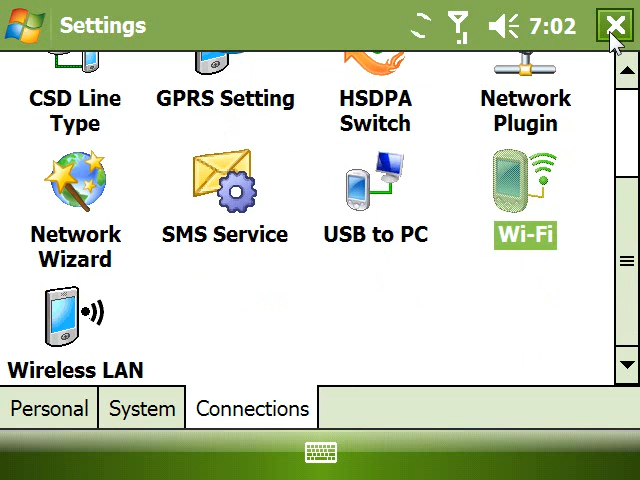 Settings 7:02
CSD Line Type
GPRS Setting
HSDPA Switch
Network Plugin
Network Wizard
SMS Service
USB to PC
Wi-Fi
Wireless LAN
Personal System Connections